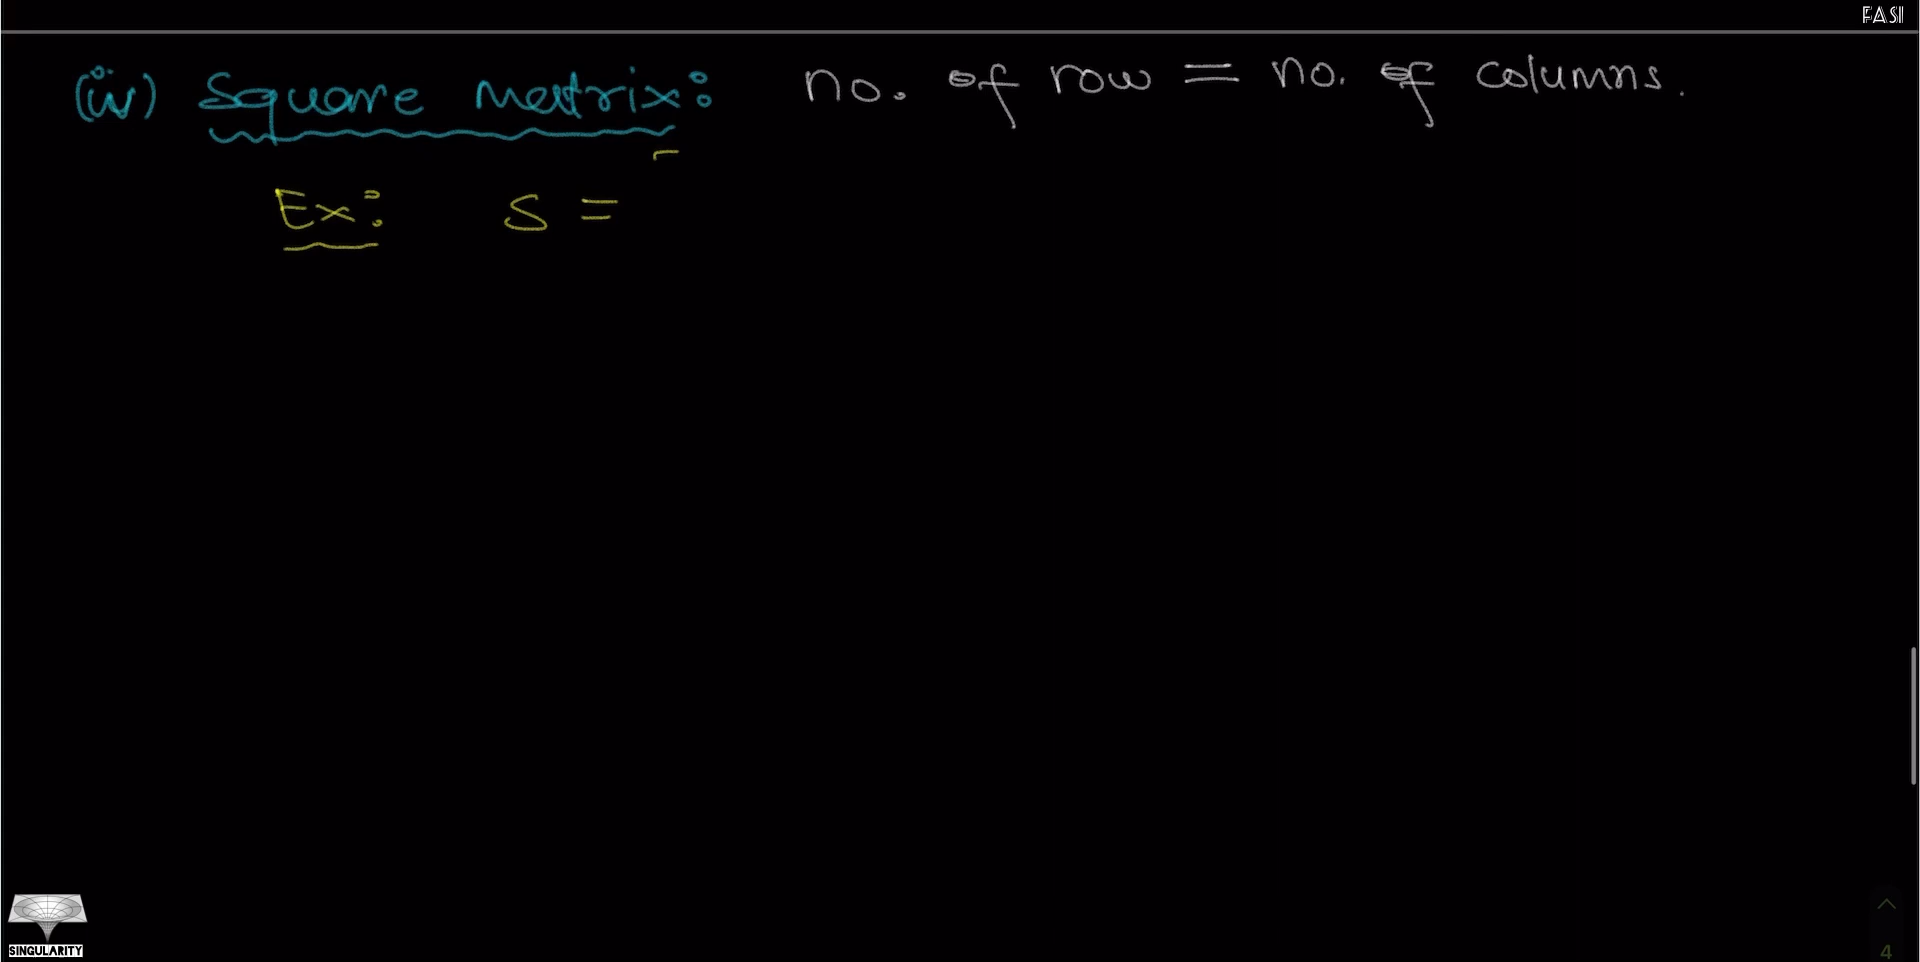 FASI
(iv) Square Matrix: no. of row = no. of columns.
Ex: S =
SINGULARITY
4